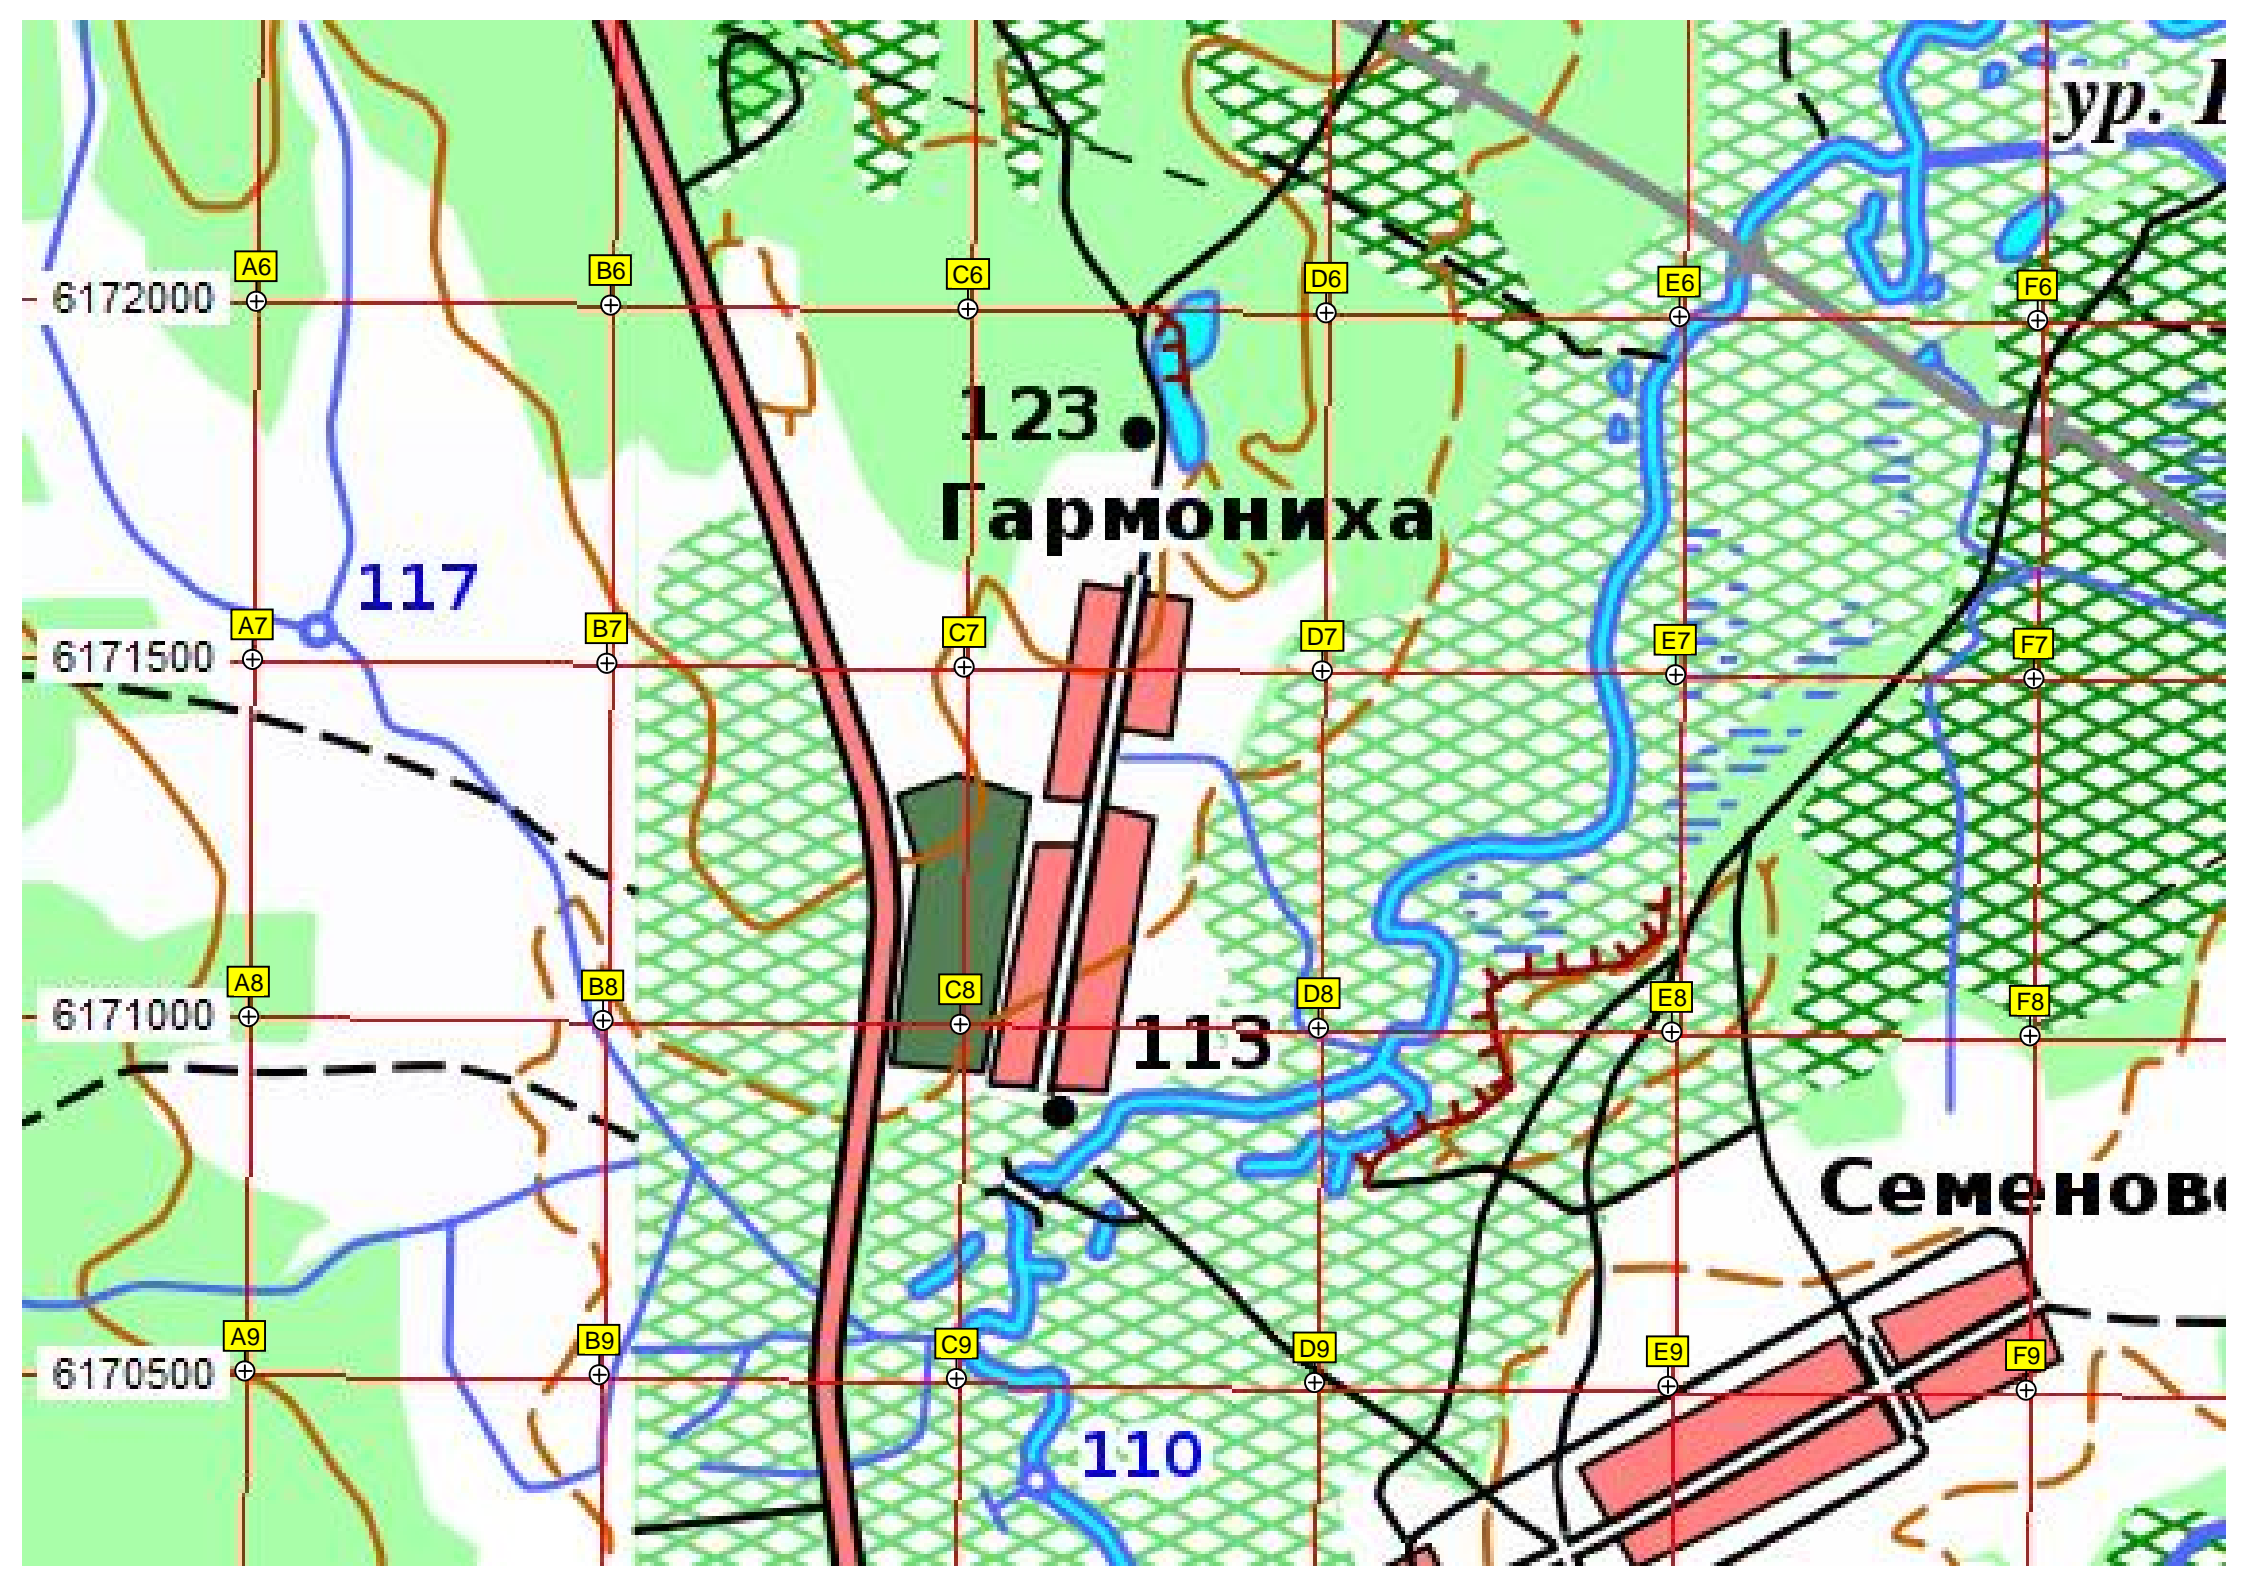 ур.
A6 B6 C6 D6 E6 F6
6172000
123
Гармониха
117
A7 B7 C7 D7 E7 F7
6171500
A8 B8 C8 D8 E8 F8
6171000
113
Семенов
A9 B9 C9 D9 E9 F9
6170500
110